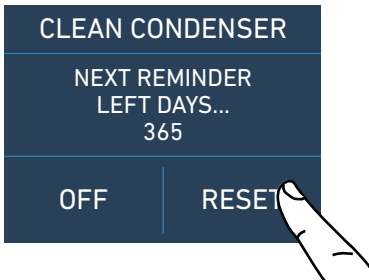 CLEAN CONDENSER
NEXT REMINDER
LEFT DAYS...
365
OFF
RESET